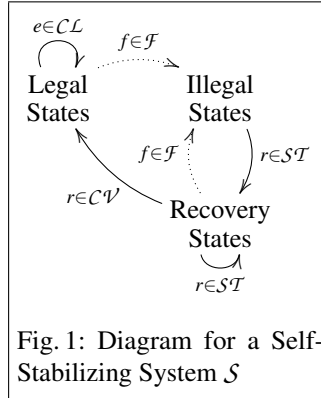 e∈𝒞ℒ
f∈ℱ
Legal
States
Illegal
States
f∈ℱ
r∈𝒮𝒯
r∈𝒞𝒱
Recovery
States
r∈𝒮𝒯
Fig. 1: Diagram for a Self-
Stabilizing System 𝒮